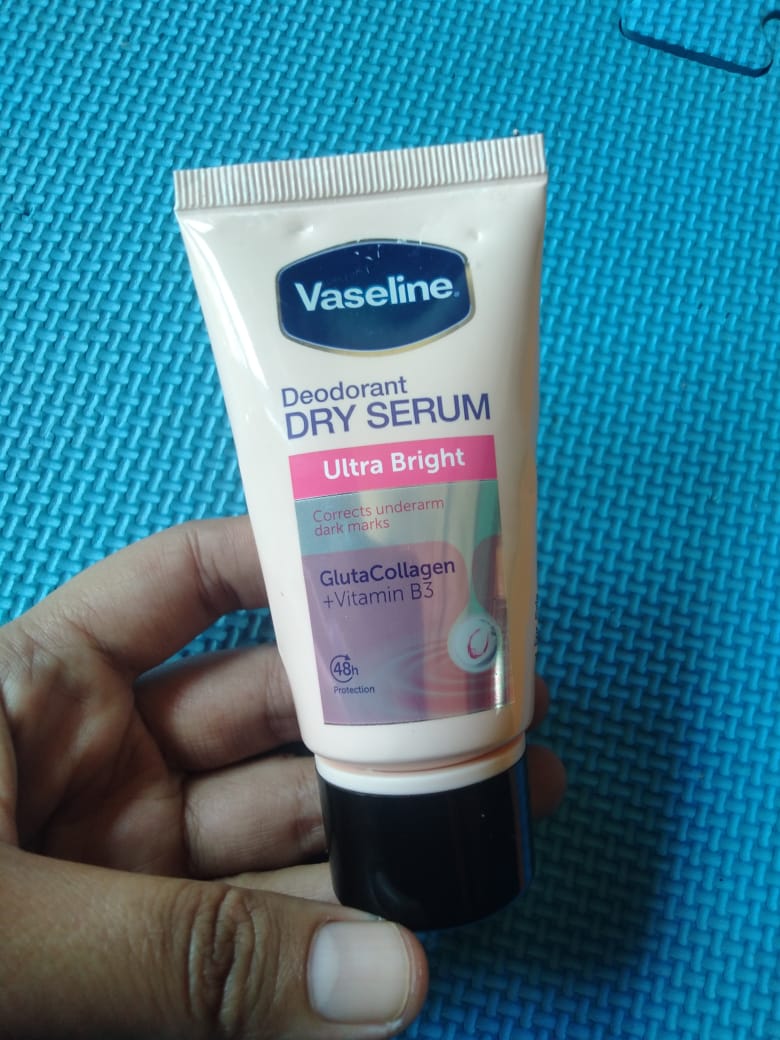 Vaseline
Deodorant
DRY SERUM
Ultra Bright
Corrects underarm
dark marks
GlutaCollagen
+Vitamin B3
48h
Protection